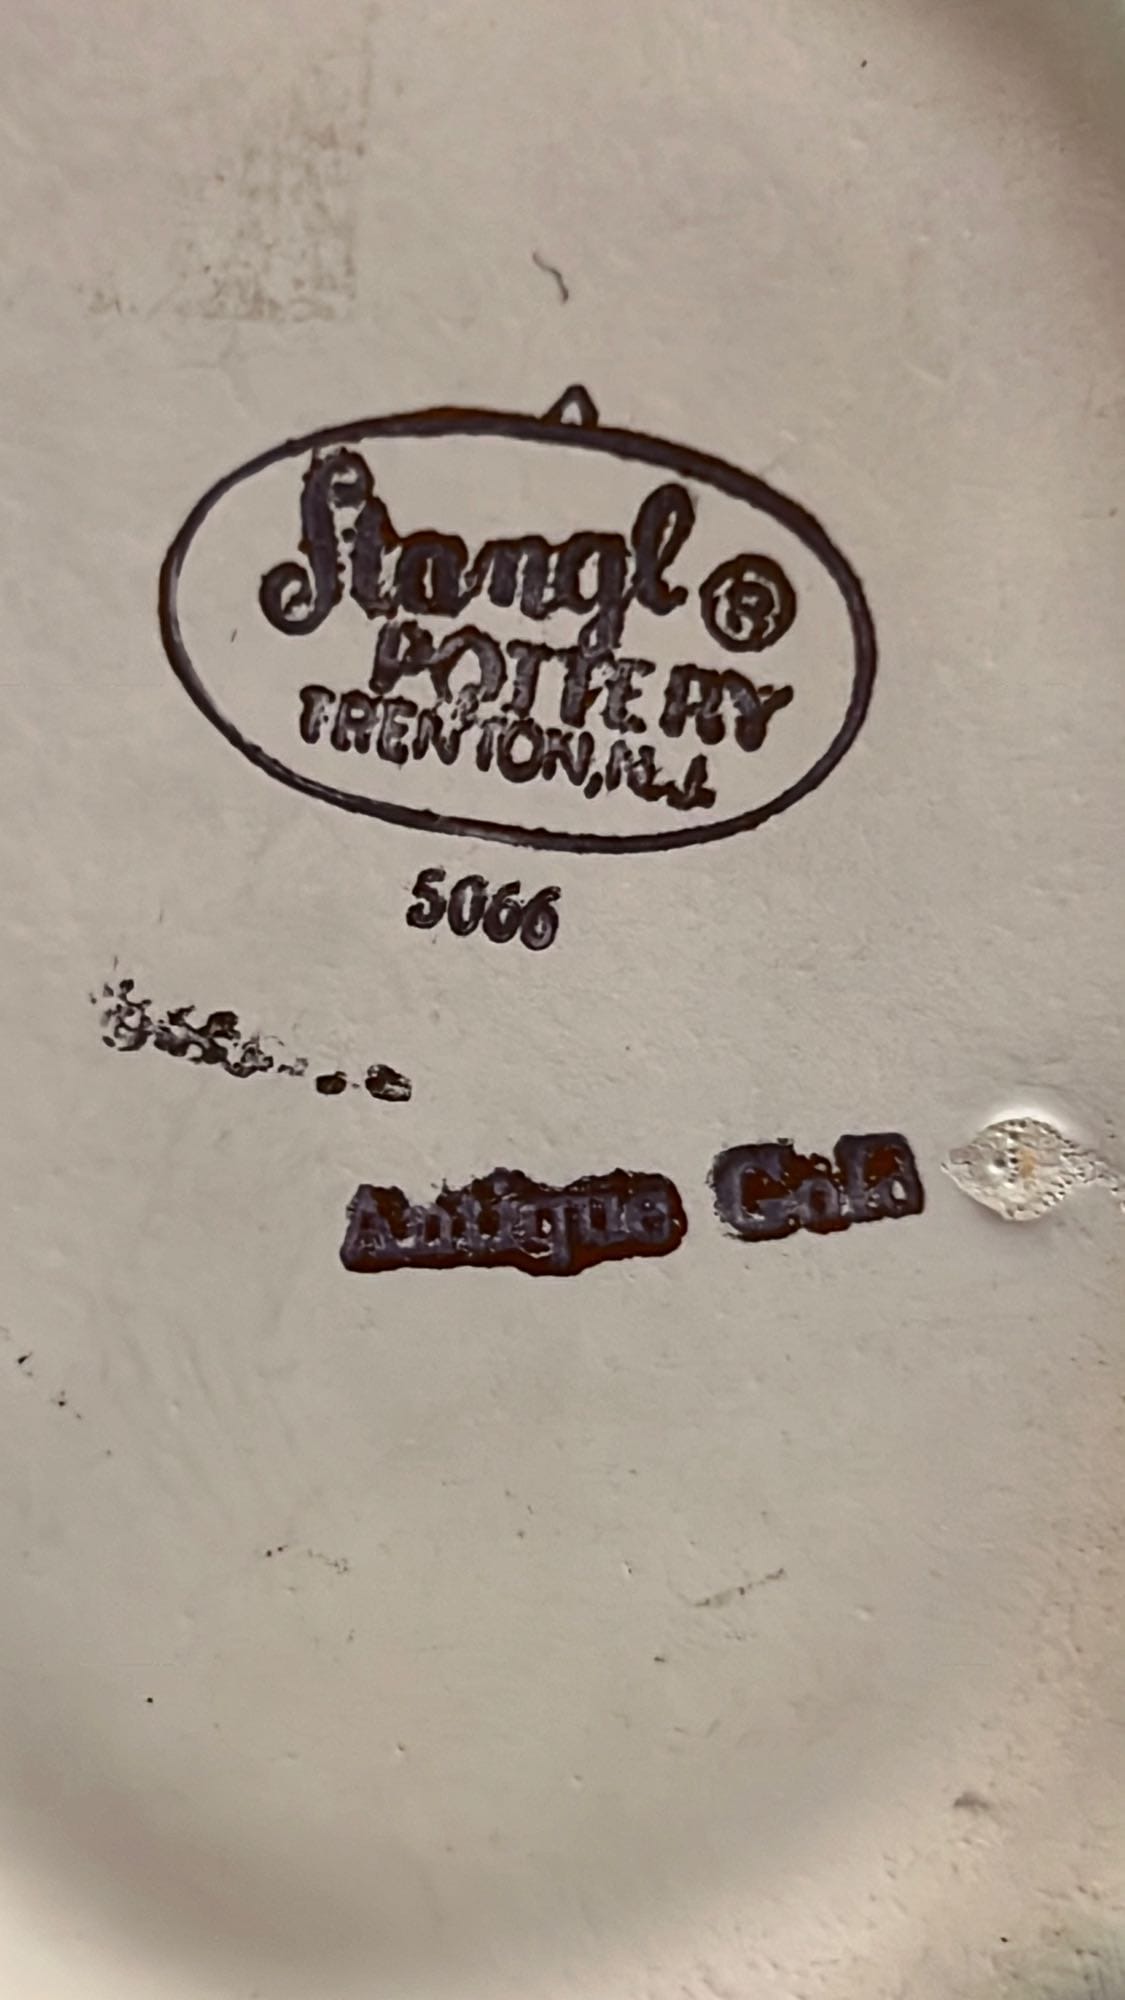 Stangl ®
POTTERY
TRENTON, N.J.
5066
Antique Gold